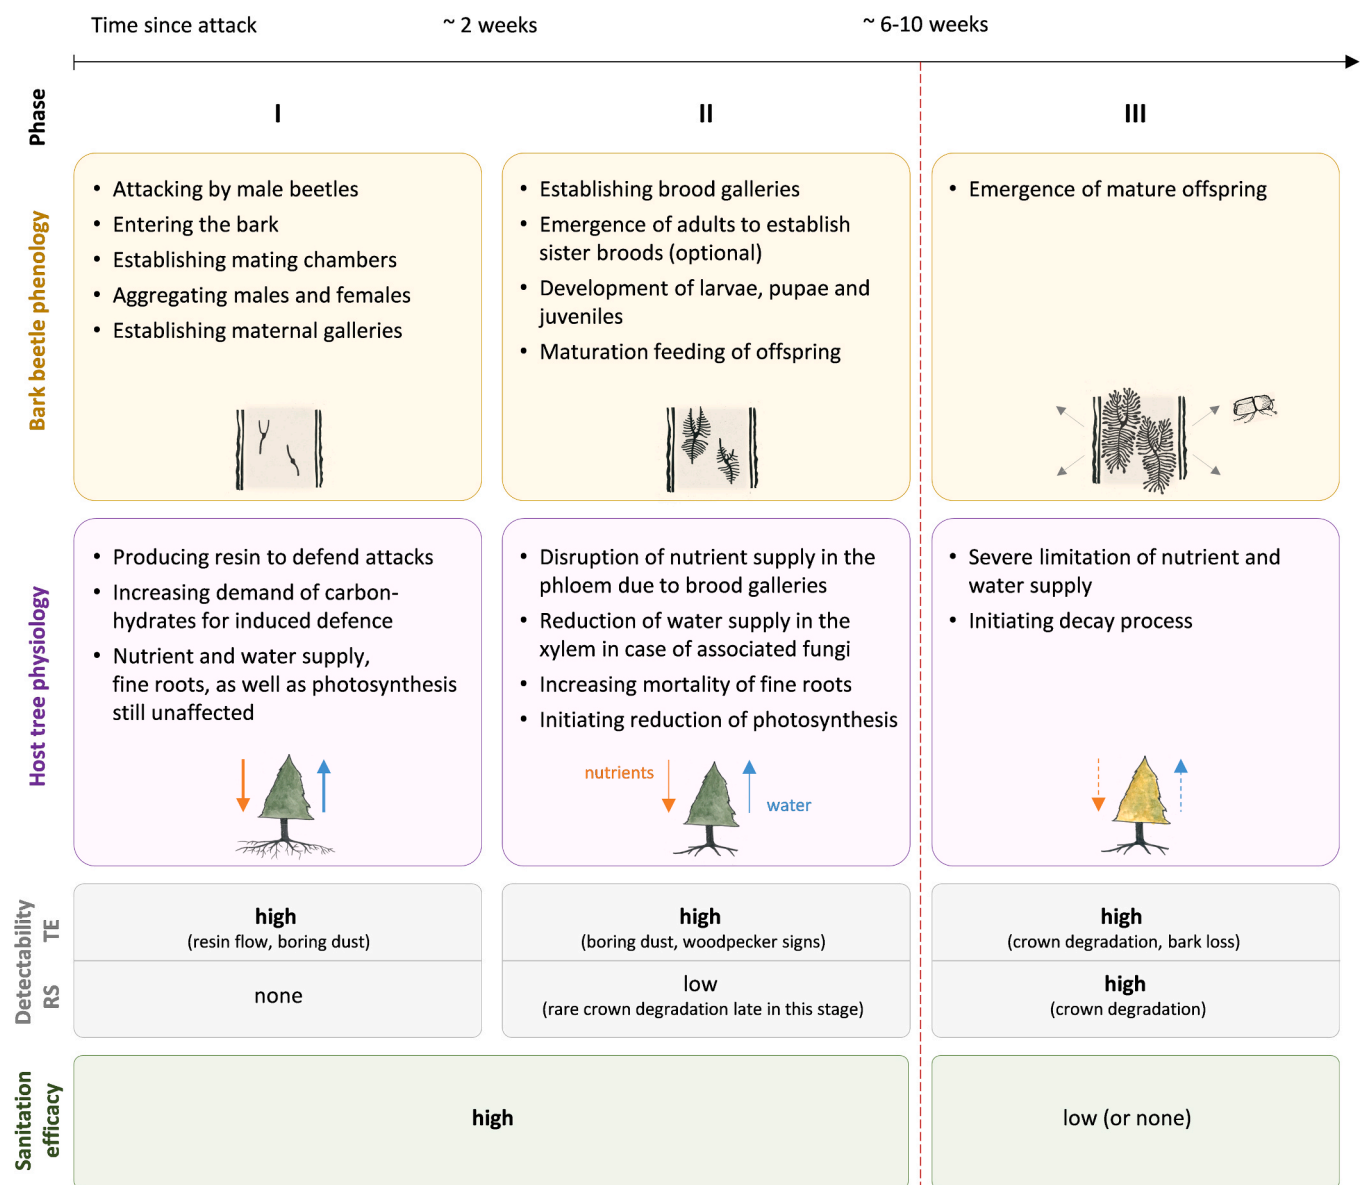 Time since attack
~ 2 weeks
~ 6-10 weeks
Phase
I
II
III
Bark beetle phenology
• Attacking by male beetles
• Entering the bark
• Establishing mating chambers
• Aggregating males and females
• Establishing maternal galleries
• Establishing brood galleries
• Emergence of adults to establish
sister broods (optional)
• Development of larvae, pupae and
juveniles
• Maturation feeding of offspring
• Emergence of mature offspring
Host tree physiology
• Producing resin to defend attacks
• Increasing demand of carbon-
hydrates for induced defence
• Nutrient and water supply,
fine roots, as well as photosynthesis
still unaffected
• Disruption of nutrient supply in the
phloem due to brood galleries
• Reduction of water supply in the
xylem in case of associated fungi
• Increasing mortality of fine roots
• Initiating reduction of photosynthesis
nutrients
water
• Severe limitation of nutrient and
water supply
• Initiating decay process
Detectability
TE
high
(resin flow, boring dust)
high
(boring dust, woodpecker signs)
high
(crown degradation, bark loss)
RS
none
low
(rare crown degradation late in this stage)
high
(crown degradation)
Sanitation
efficacy
high
low (or none)